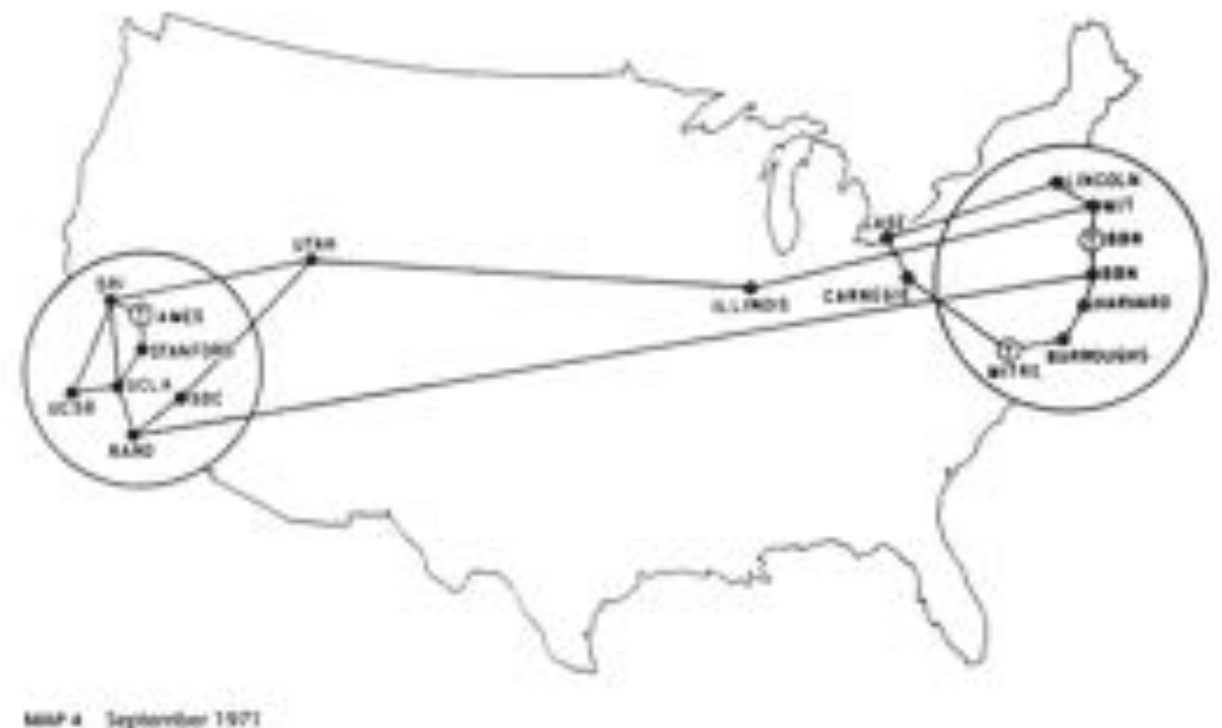 LINCOLN
MIT
CASE
BBN
UTAH
BBN
SRI
ILLINOIS
CARNEGIE
HARVARD
AMES
STANFORD
BURROUGHS
MITRE
UCLA
UCSB
SDC
RAND
MAP 4 September 1971